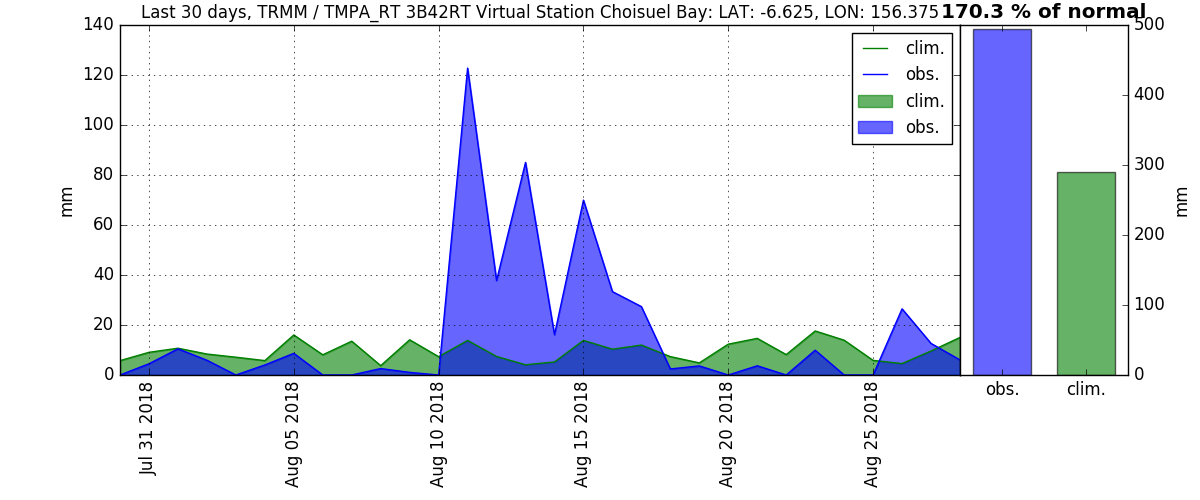 Last 30 days, TRMM / TMPA_RT 3B42RT Virtual Station Choisuel Bay: LAT: -6.625, LON: 156.375
170.3 % of normal
140
120
100
80
60
40
20
0
mm
clim.
obs.
clim.
obs.
Jul 31 2018
Aug 05 2018
Aug 10 2018
Aug 15 2018
Aug 20 2018
Aug 25 2018
500
400
300
200
100
0
mm
obs.
clim.